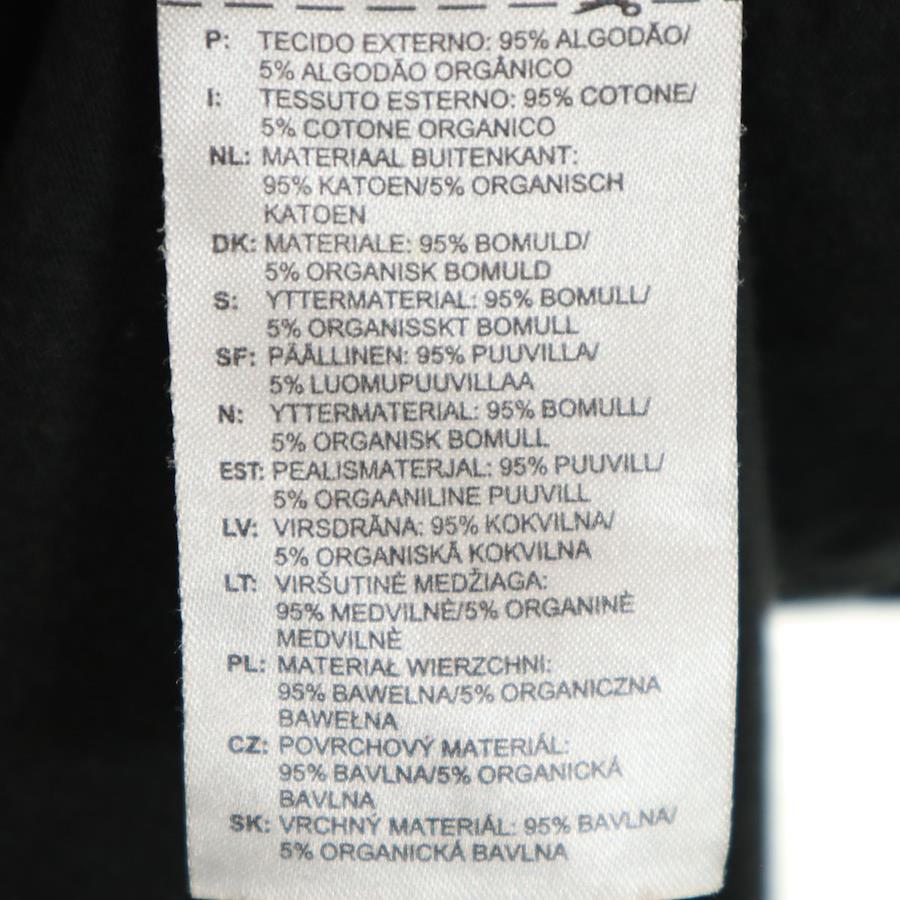 P: TECIDO EXTERNO: 95% ALGODÃO/
5% ALGODÃO ORGÂNICO
I: TESSUTO ESTERNO: 95% COTONE/
5% COTONE ORGANICO
NL: MATERIAAL BUITENKANT:
95% KATOEN/5% ORGANISCH
KATOEN
DK: MATERIALE: 95% BOMULD/
5% ORGANISK BOMULD
S: YTTERMATERIAL: 95% BOMULL/
5% ORGANISSKT BOMULL
SF: PÄÄLLINEN: 95% PUUVILLA/
5% LUOMUPUUVILLAA
N: YTTERMATERIAL: 95% BOMULL/
5% ORGANISK BOMULL
EST: PEALISMATERJAL: 95% PUUVILL/
5% ORGAANILINE PUUVILL
LV: VIRSDRĀNA: 95% KOKVILNA/
5% ORGANISKĀ KOKVILNA
LT: VIRŠUTINĖ MEDŽIAGA:
95% MEDVILNĖ/5% ORGANINĖ
MEDVILNĖ
PL: MATERIAŁ WIERZCHNI:
95% BAWEŁNA/5% ORGANICZNA
BAWEŁNA
CZ: POVRCHOVÝ MATERIÁL:
95% BAVLNA/5% ORGANICKÁ
BAVLNA
SK: VRCHNÝ MATERIÁL: 95% BAVLNA/
5% ORGANICKÁ BAVLNA